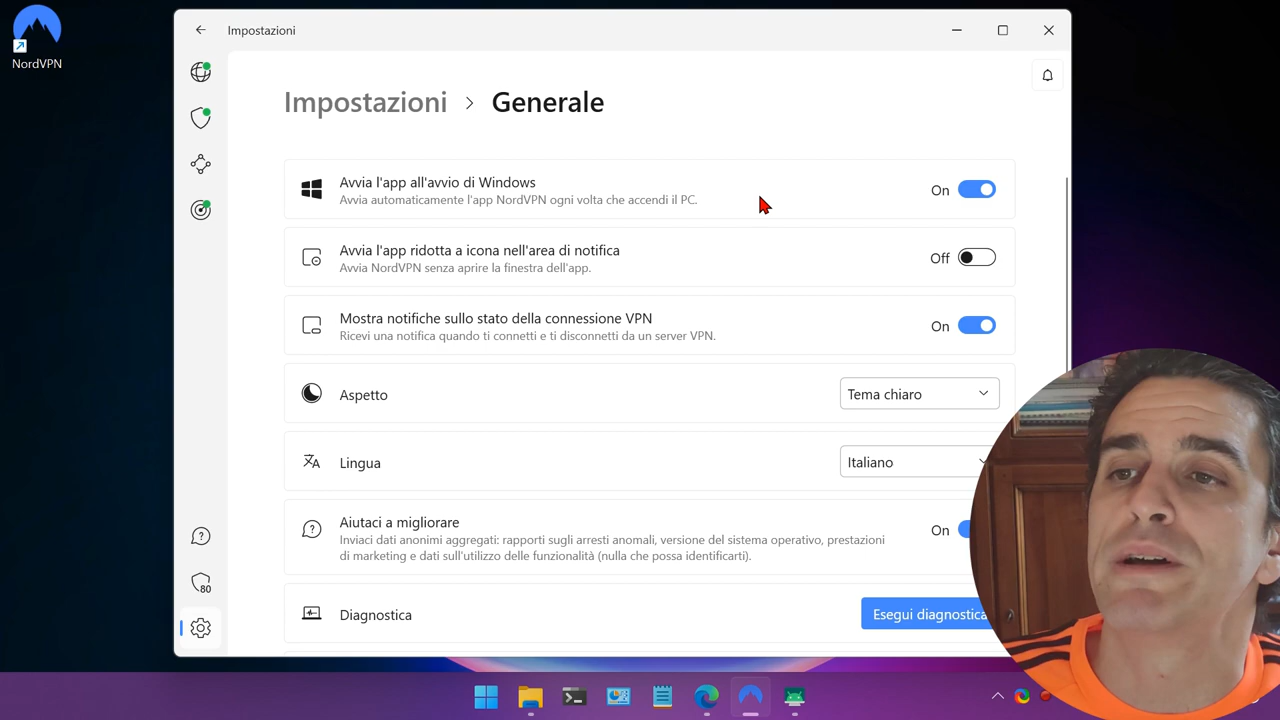 NordVPN
Impostazioni
Impostazioni > Generale
Avvia l'app all'avvio di Windows
Avvia automaticamente l'app NordVPN ogni volta che accendi il PC.
On
Avvia l'app ridotta a icona nell'area di notifica
Avvia NordVPN senza aprire la finestra dell'app.
Off
Mostra notifiche sullo stato della connessione VPN
Ricevi una notifica quando ti connetti e ti disconnetti da un server VPN.
On
Aspetto
Tema chiaro
Lingua
Italiano
Aiutaci a migliorare
Inviaci dati anonimi aggregati: rapporti sugli arresti anomali, versione del sistema operativo, prestazioni
di marketing e dati sull'utilizzo delle funzionalità (nulla che possa identificarti).
On
80
Diagnostica
Esegui diagnostica